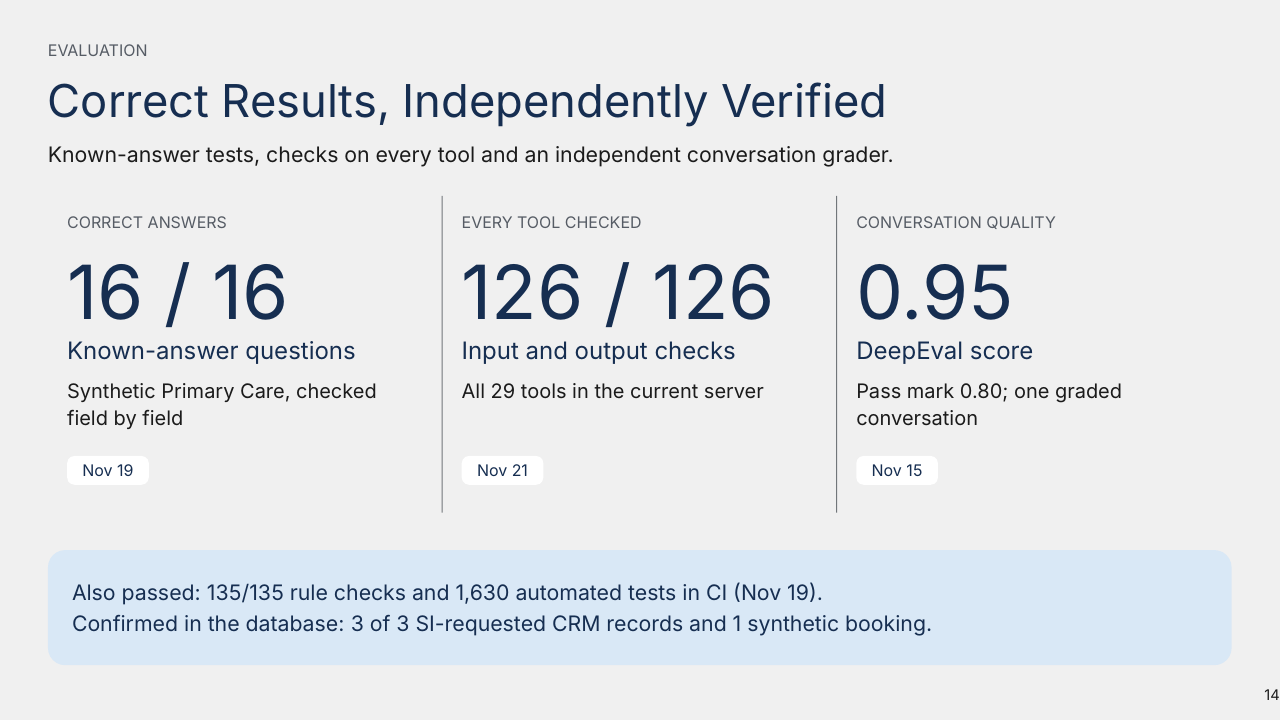 EVALUATION
Correct Results, Independently Verified
Known-answer tests, checks on every tool and an independent conversation grader.
CORRECT ANSWERS
16 / 16
Known-answer questions
Synthetic Primary Care, checked
field by field
Nov 19
EVERY TOOL CHECKED
126 / 126
Input and output checks
All 29 tools in the current server
Nov 21
CONVERSATION QUALITY
0.95
DeepEval score
Pass mark 0.80; one graded
conversation
Nov 15
Also passed: 135/135 rule checks and 1,630 automated tests in CI (Nov 19).
Confirmed in the database: 3 of 3 SI-requested CRM records and 1 synthetic booking.
14